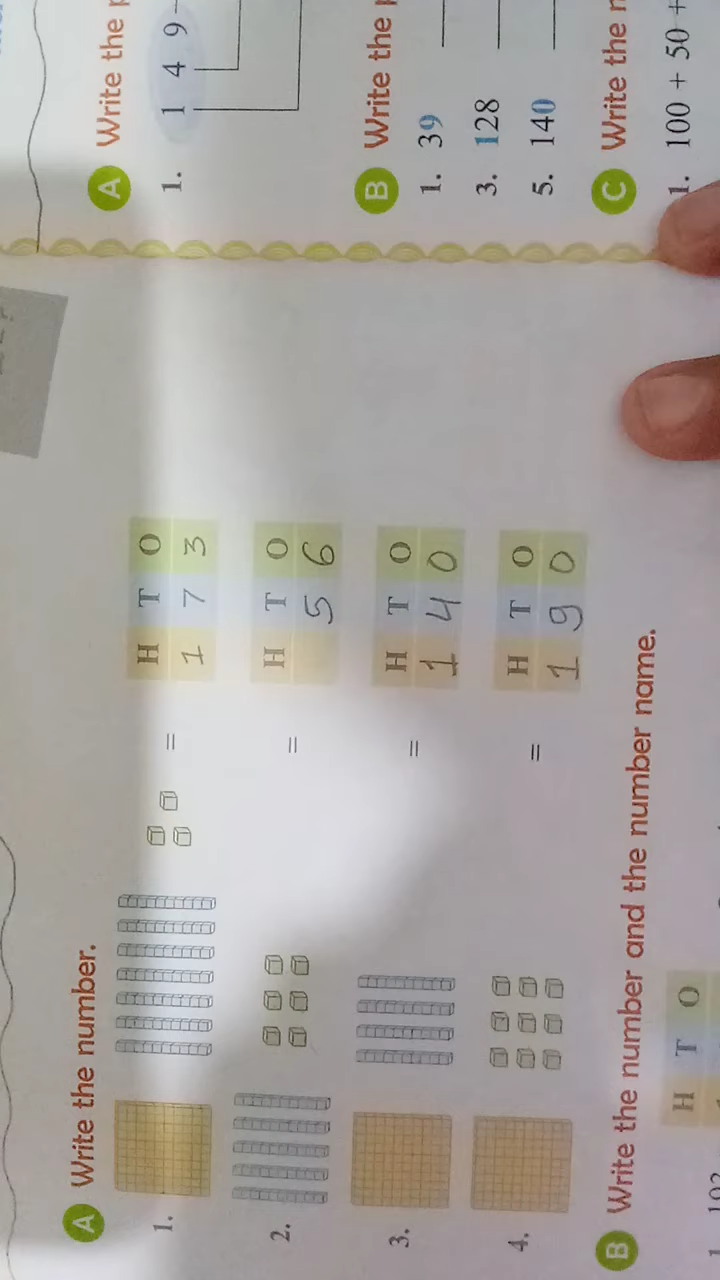 A Write the number.
1. = H T O
1 7 3
2. = H T O
5 6
3. = H T O
1 4 0
4. = H T O
1 9 0
B Write the number and the number name.
H T O
A Write the
1. 1 4 9
B Write the
1. 39
3. 128
5. 140
C Write the
1. 100 + 50 +